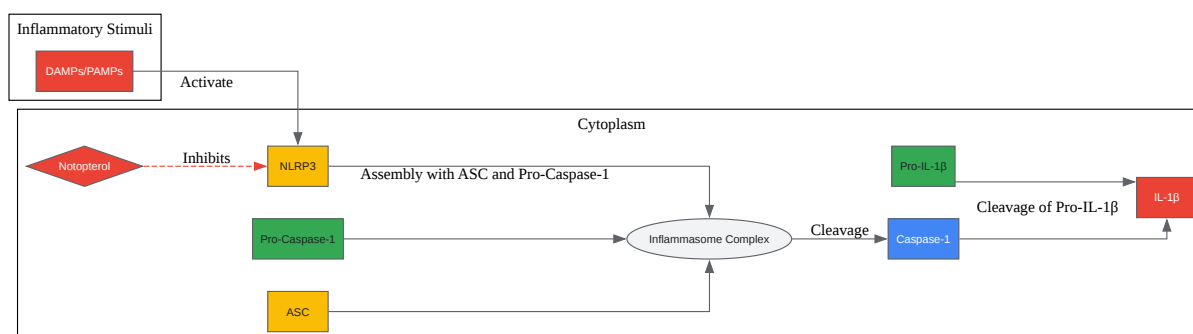 Inflammatory Stimuli
DAMPs/PAMPs
Activate
Cytoplasm
Notopterol
Inhibits
NLRP3
Assembly with ASC and Pro-Caspase-1
Pro-IL-1β
IL-1β
Cleavage of Pro-IL-1β
Pro-Caspase-1
Inflammasome Complex
Cleavage
Caspase-1
ASC